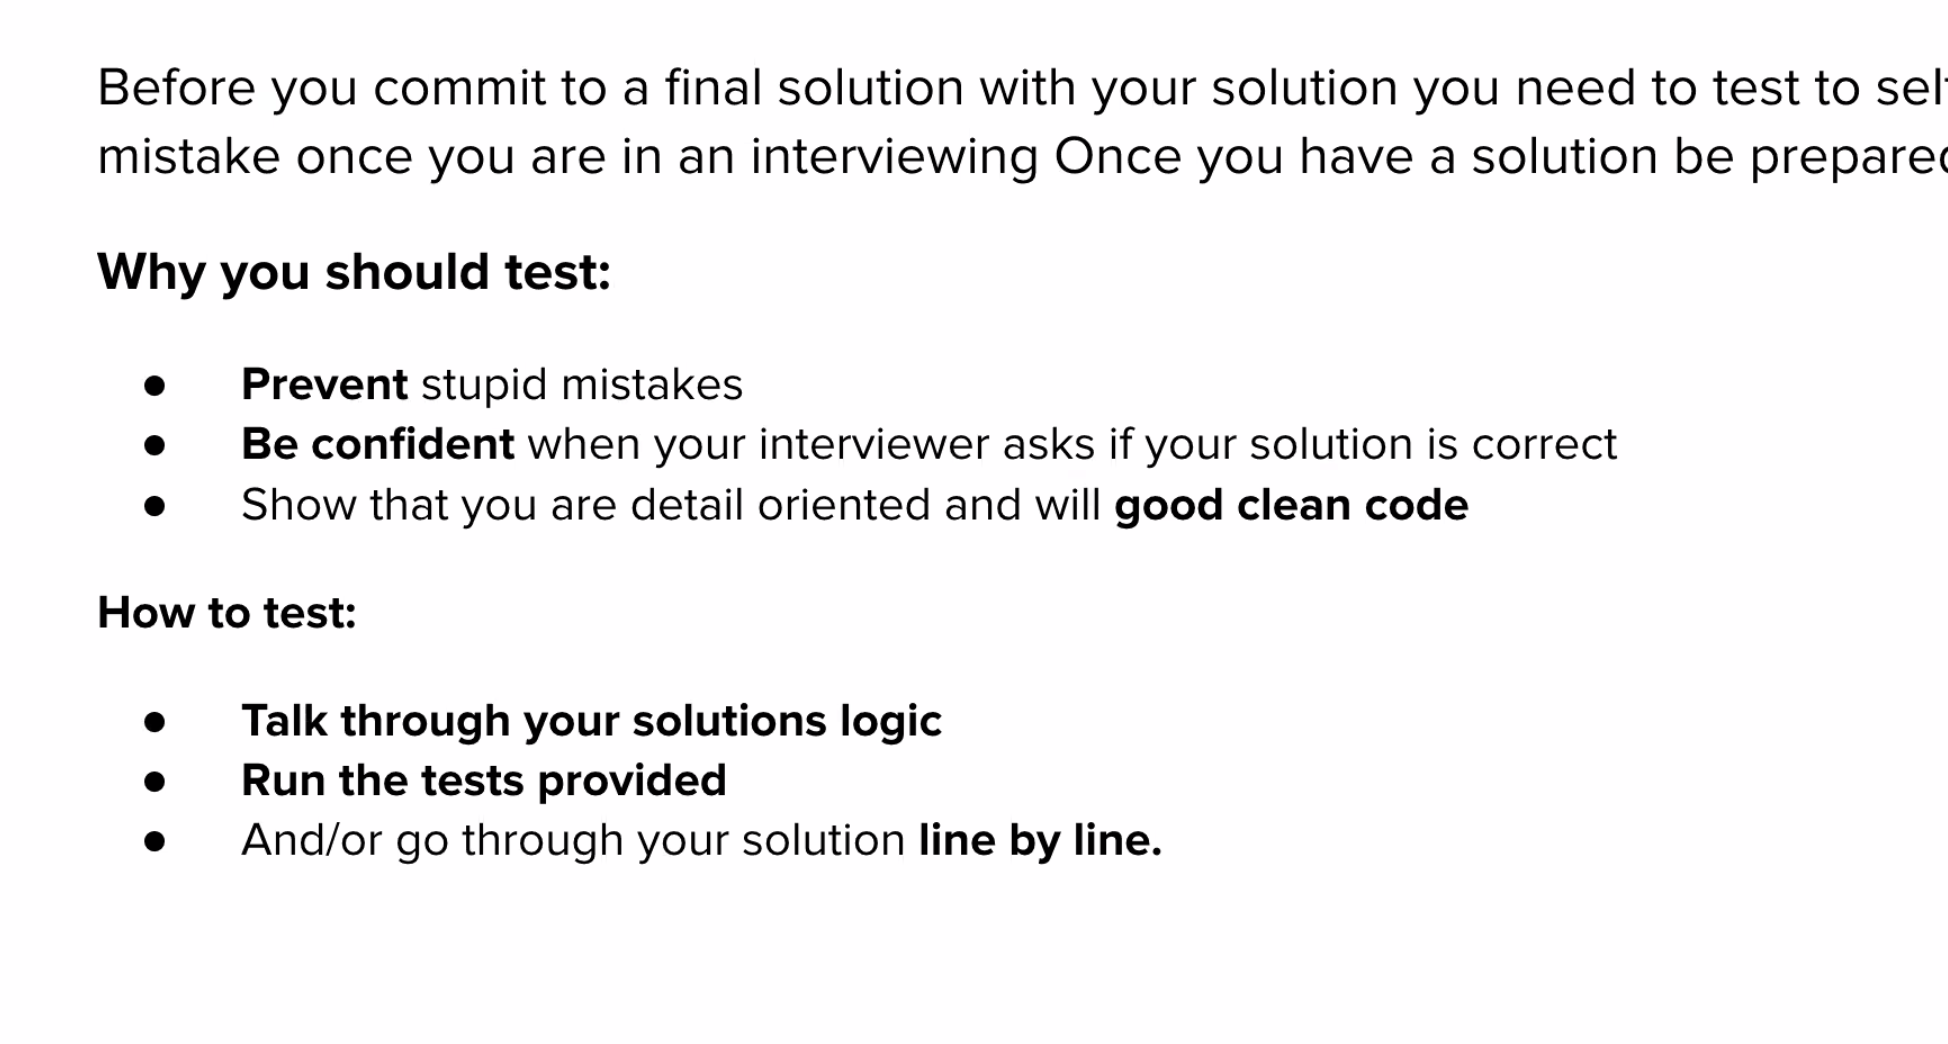 Before you commit to a final solution with your solution you need to test to
mistake once you are in an interviewing Once you have a solution be
Why you should test:
● Prevent stupid mistakes
● Be confident when your interviewer asks if your solution is correct
● Show that you are detail oriented and will good clean code
How to test:
● Talk through your solutions logic
● Run the tests provided
● And/or go through your solution line by line.